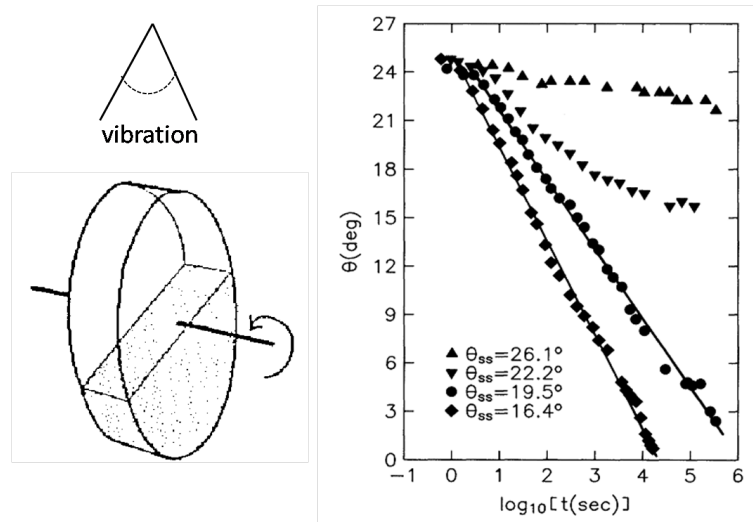 vibration
27
24
21
18
15
12
9
6
3
0
θ(deg)
▲ θss=26.1°
▼ θss=22.2°
● θss=19.5°
◆ θss=16.4°
−1 0 1 2 3 4 5 6
log10[t(sec)]